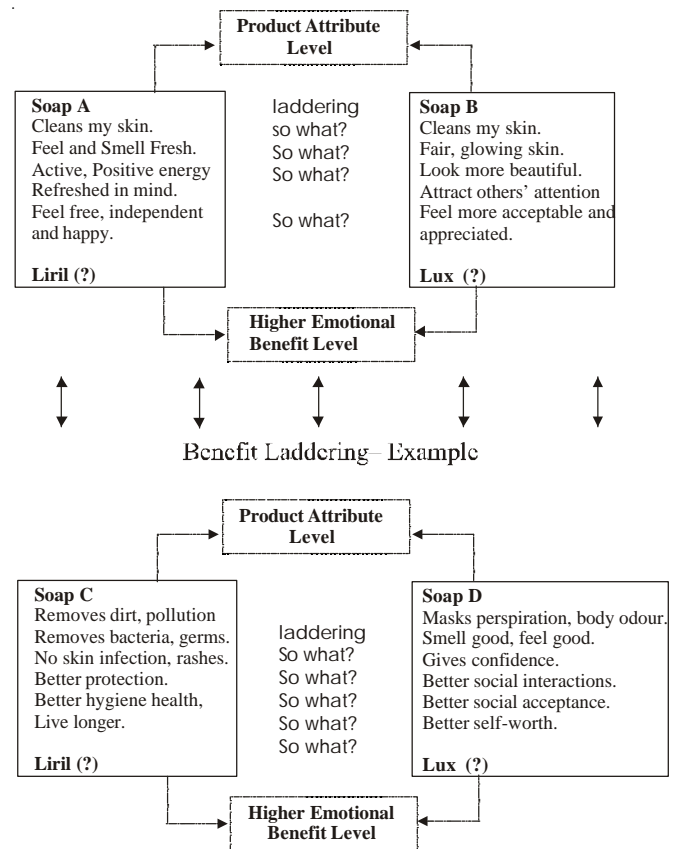 Product Attribute
Level
Soap A
Cleans my skin.
Feel and Smell Fresh.
Active, Positive energy
Refreshed in mind.
Feel free, independent
and happy.
Liril (?)
laddering
so what?
So what?
So what?
So what?
Soap B
Cleans my skin.
Fair, glowing skin.
Look more beautiful.
Attract others’ attention
Feel more acceptable and
appreciated.
Lux (?)
Higher Emotional
Benefit Level
Benefit Laddering– Example
Product Attribute
Level
Soap C
Removes dirt, pollution
Removes bacteria, germs.
No skin infection, rashes.
Better protection.
Better hygiene health,
Live longer.
Liril (?)
laddering
So what?
So what?
So what?
So what?
So what?
Soap D
Masks perspiration, body odour.
Smell good, feel good.
Gives confidence.
Better social interactions.
Better social acceptance.
Better self-worth.
Lux (?)
Higher Emotional
Benefit Level